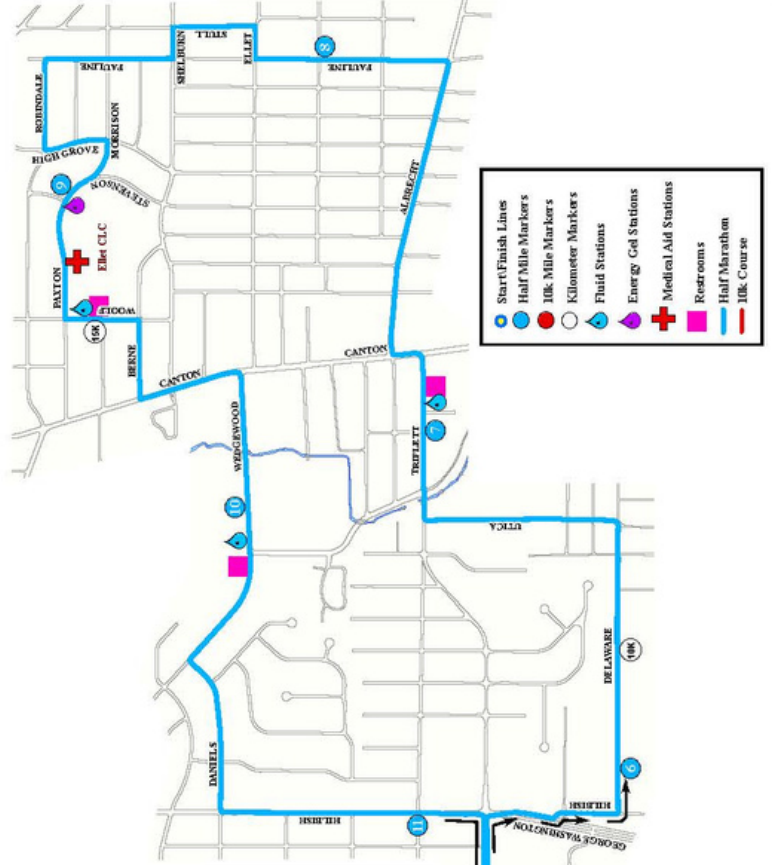 STULL
SHELBURN
ELLET
8
PAULINE
PAULINE
ROBINDALE
HIGH GROVE
MORRISON
9
STEVENSON
ALBRECHT
Ellet CLC
PAXTON
WOOLF
15K
BERNE
CANTON
CANTON
WEDGEWOOD
TRIPLETT
7
10
UTICA
DELAWARE
10K
DANIELS
HILBISH
HILBISH
6
11
GEORGE WASHINGTON
Start\Finish Lines
Half Mile Markers
10k Mile Markers
Kilometer Markers
Fluid Stations
Energy Gel Stations
Medical Aid Stations
Restrooms
Half Marathon
10k Course